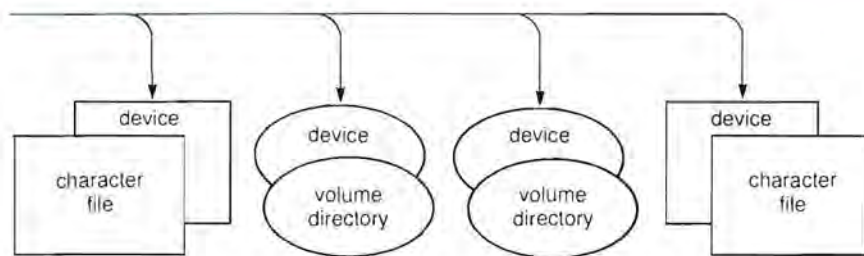 device
character
file
device
volume
directory
device
volume
directory
device
character
file